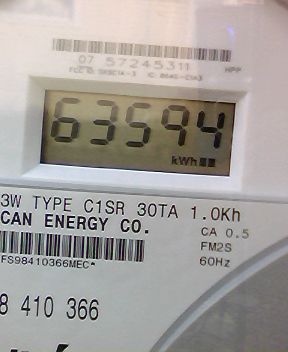 07 57245311
HPP
63594
kWh
3W TYPE C1SR 30TA 1.0Kh
CAN ENERGY CO.
CA 0.5
FM2S
60Hz
FS98410366MEC*
8 410 366